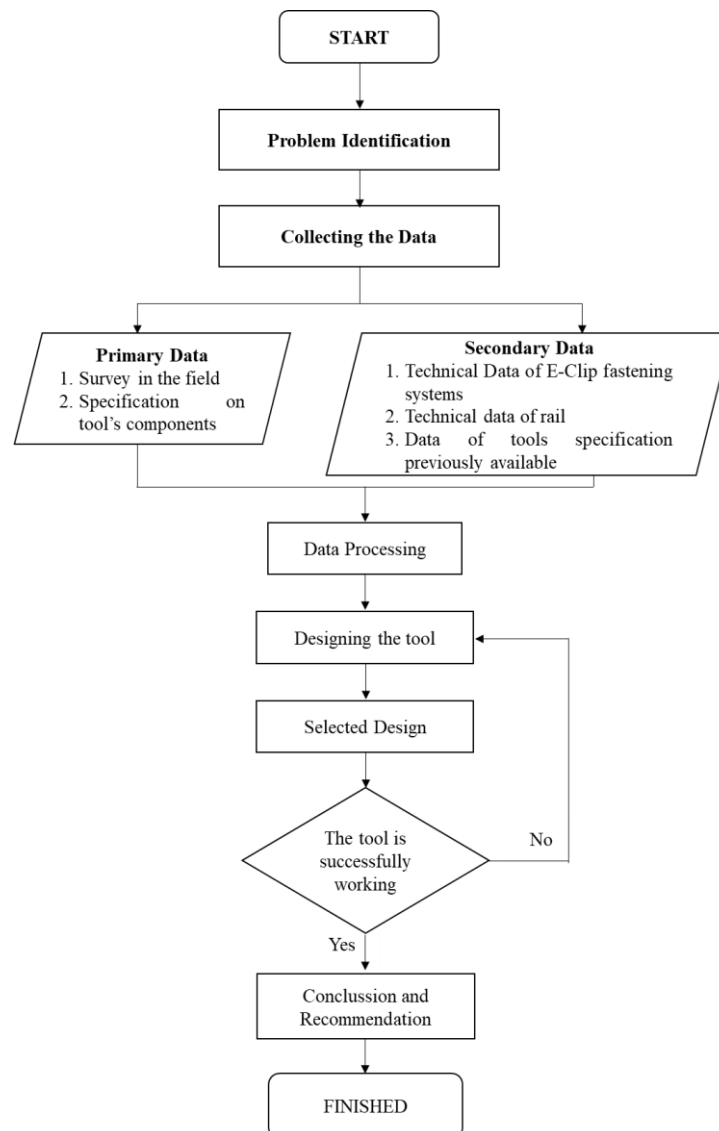 START
Problem Identification
Collecting the Data
Primary Data
1. Survey in the field
2. Specification on
tool's components
Secondary Data
1. Technical Data of E-Clip fastening
systems
2. Technical data of rail
3. Data of tools specification
previously available
Data Processing
Designing the tool
Selected Design
The tool is
successfully
working
No
Yes
Conclussion and
Recommendation
FINISHED